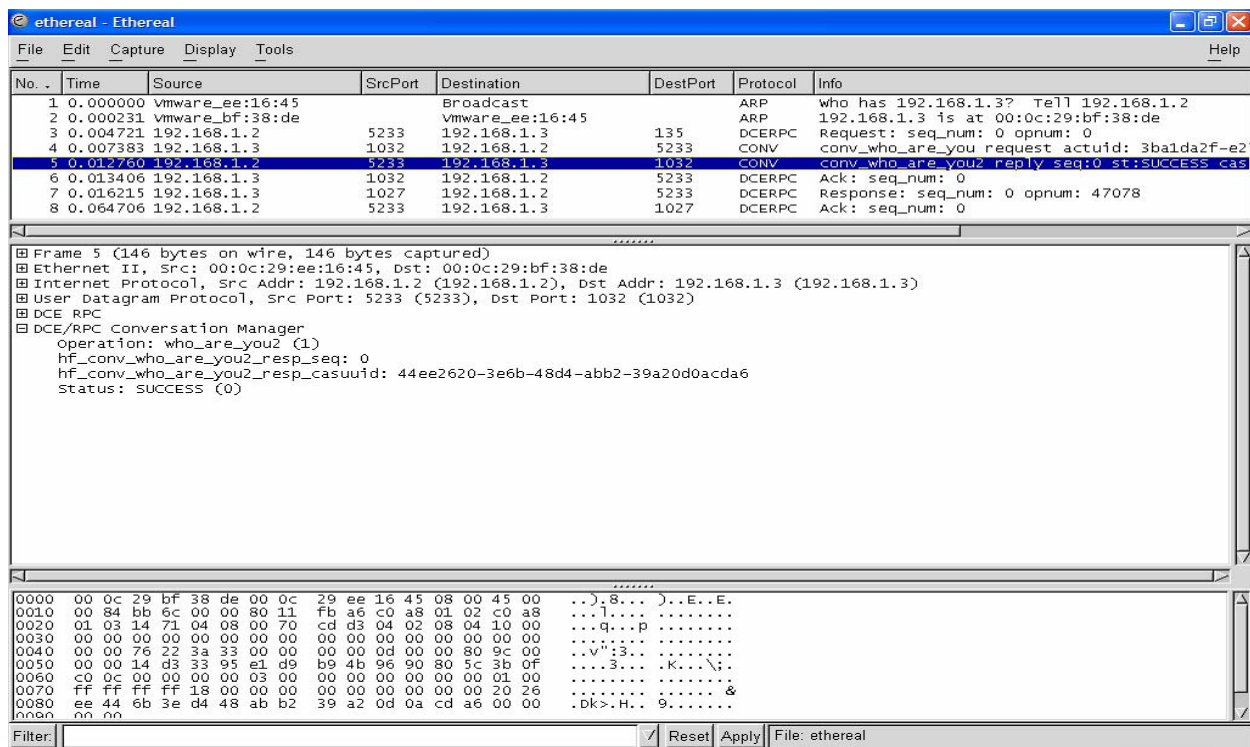 ethereal - Ethereal
File Edit Capture Display Tools Help
No. . Time Source SrcPort Destination DestPort Protocol Info
1 0.000000 Vmware_ee:16:45 Broadcast ARP who has 192.168.1.3? Tell 192.168.1.2
2 0.000231 Vmware_bf:38:de Vmware_ee:16:45 ARP 192.168.1.3 is at 00:0c:29:bf:38:de
3 0.004721 192.168.1.2 5233 192.168.1.3 135 DCERPC Request: seq_num: 0 opnum: 0
4 0.007383 192.168.1.3 1032 192.168.1.2 5233 CONV conv_who_are_you request actuid: 3ba1da2f-e2
5 0.012760 192.168.1.2 5233 192.168.1.3 1032 CONV conv_who_are_you2 reply seq:0 st:SUCCESS cas
6 0.013406 192.168.1.3 1032 192.168.1.2 5233 DCERPC Ack: seq_num: 0
7 0.016215 192.168.1.3 1027 192.168.1.2 5233 DCERPC Response: seq_num: 0 opnum: 47078
8 0.064706 192.168.1.2 5233 192.168.1.3 1027 DCERPC Ack: seq_num: 0
Frame 5 (146 bytes on wire, 146 bytes captured)
Ethernet II, Src: 00:0c:29:ee:16:45, Dst: 00:0c:29:bf:38:de
Internet Protocol, Src Addr: 192.168.1.2 (192.168.1.2), Dst Addr: 192.168.1.3 (192.168.1.3)
User Datagram Protocol, Src Port: 5233 (5233), Dst Port: 1032 (1032)
DCE RPC
DCE/RPC Conversation Manager
Operation: who_are_you2 (1)
hf_conv_who_are_you2_resp_seq: 0
hf_conv_who_are_you2_resp_casuuid: 44ee2620-3e6b-48d4-abb2-39a20d0acda6
Status: SUCCESS (0)
0000 00 0c 29 bf 38 de 00 0c 29 ee 16 45 08 00 45 00 ..).8... )..E..E.
0010 00 84 bb 6c 00 00 80 11 fb a6 c0 a8 01 02 c0 a8 ...l.... ........
0020 01 03 14 71 04 08 00 70 cd d3 04 02 08 04 10 00 ...q...p ........
0030 00 00 00 00 00 00 00 00 00 00 00 00 00 00 00 00 ........ ........
0040 00 00 76 22 3a 33 00 00 00 00 0d 00 00 80 9c 00 ..v":3.. ........
0050 00 00 14 d3 33 95 e1 d9 b9 4b 96 90 80 5c 3b 0f ....3... .K...\;.
0060 c0 0c 00 00 00 00 03 00 00 00 00 00 00 00 01 00 ........ ........
0070 ff ff ff ff 18 00 00 00 00 00 00 00 00 00 20 26 ........ ...... &
0080 ee 44 6b 3e d4 48 ab b2 39 a2 0d 0a cd a6 00 00 .Dk>.H.. 9.......
0090 00 00
Filter: Reset Apply File: ethereal